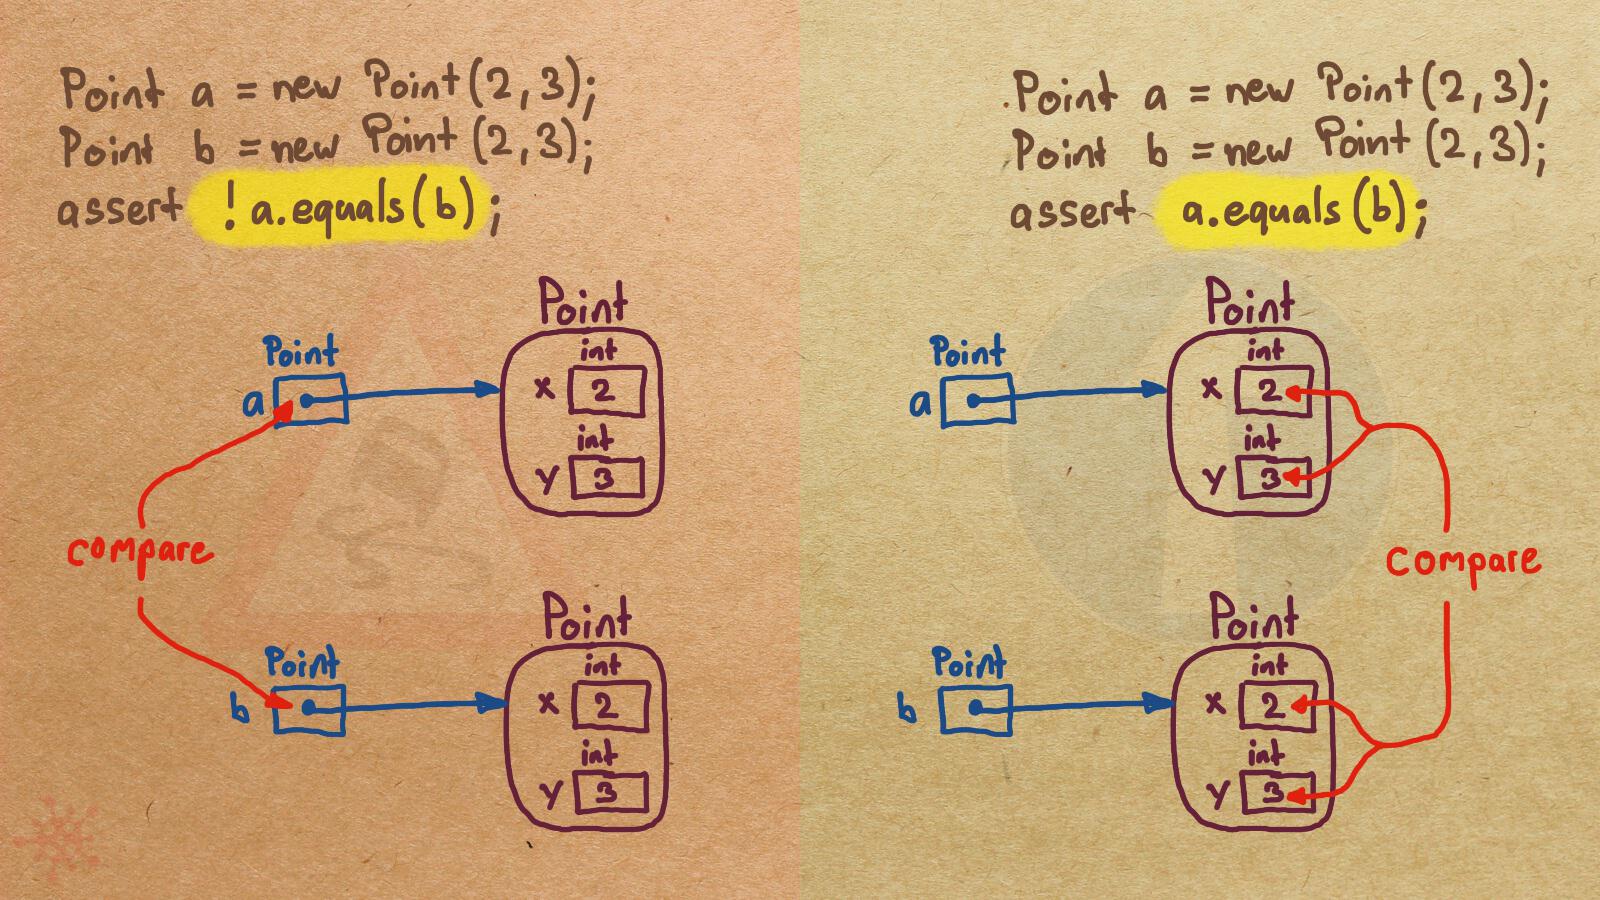 Point a = new Point(2, 3);
Point b = new Point(2, 3);
assert !a.equals(b);
Point
Point
int
a
x 2
int
y 3
compare
Point
Point
int
b
x 2
int
y 3
Point a = new Point(2, 3);
Point b = new Point(2, 3);
assert a.equals(b);
Point
Point
int
a
x 2
int
y 3
compare
Point
Point
int
b
x 2
int
y 3